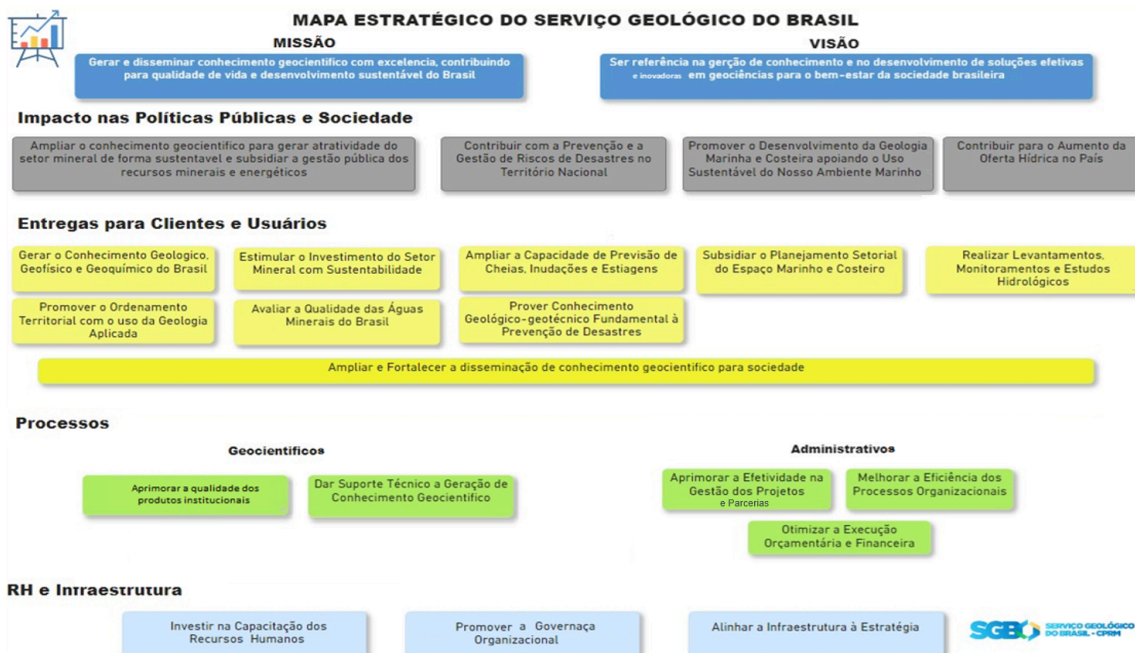 MAPA ESTRATÉGICO DO SERVIÇO GEOLÓGICO DO BRASIL
MISSÃO
Gerar e disseminar conhecimento geocientifico com excelencia, contribuindo
para qualidade de vida e desenvolvimento sustentável do Brasil
VISÃO
Ser referência na gerção de conhecimento e no desenvolvimento de soluções efetivas
e inovadoras em geociências para o bem-estar da sociedade brasileira
Impacto nas Políticas Públicas e Sociedade
Ampliar o conhecimento geocientifico para gerar atratividade do
setor mineral de forma sustentavel e subsidiar a gestão pública dos
recursos minerais e energéticos
Contribuir com a Prevenção e a
Gestão de Riscos de Desastres no
Território Nacional
Promover o Desenvolvimento da Geologia
Marinha e Costeira apoiando o Uso
Sustentável do Nosso Ambiente Marinho
Contribuir para o Aumento da
Oferta Hídrica no País
Entregas para Clientes e Usuários
Gerar o Conhecimento Geologico,
Geofísico e Geoquímico do Brasil
Estimular o Investimento do Setor
Mineral com Sustentabilidade
Ampliar a Capacidade de Previsão de
Cheias, Inudações e Estiagens
Subsidiar o Planejamento Setorial
do Espaço Marinho e Costeiro
Realizar Levantamentos,
Monitoramentos e Estudos
Hidrológicos
Promover o Ordenamento
Territorial com o uso da Geologia
Aplicada
Avaliar a Qualidade das Águas
Minerais do Brasil
Prover Conhecimento
Geológico-geotécnico Fundamental à
Prevenção de Desastres
Ampliar e Fortalecer a disseminação de conhecimento geocientifico para sociedade
Processos
Geocientificos
Aprimorar a qualidade dos
produtos institucionais
Dar Suporte Técnico a Geração de
Conhecimento Geocientifico
Administrativos
Aprimorar a Efetividade na
Gestão dos Projetos
e Parcerias
Melhorar a Eficiência dos
Processos Organizacionais
Otimizar a Execução
Orçamentária e Financeira
RH e Infraestrutura
Investir na Capacitação dos
Recursos Humanos
Promover a Governaça
Organizacional
Alinhar a Infraestrutura à Estratégia
SGB
SERVIÇO GEOLÓGICO
DO BRASIL - CPRM